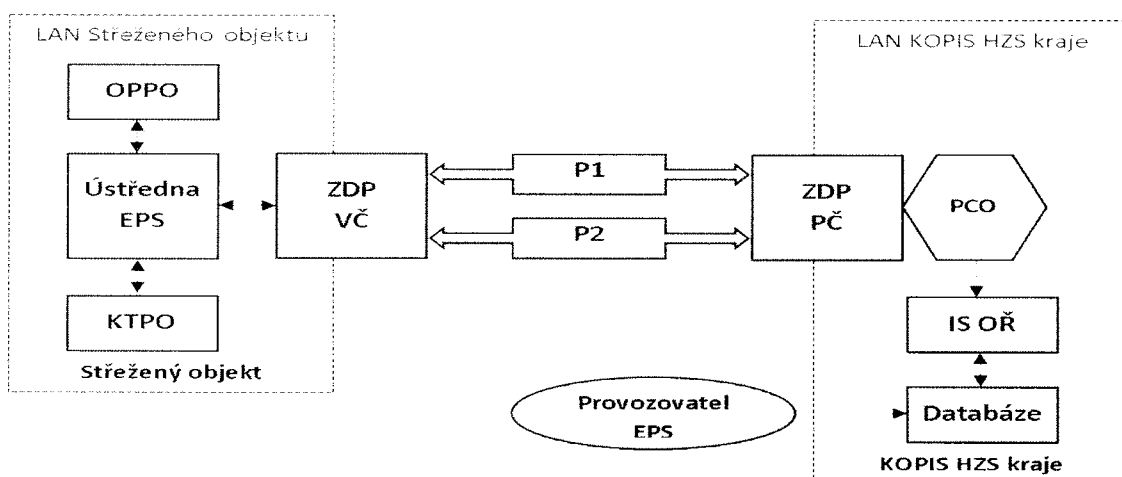 LAN Střeženého objektu
OPPO
Ústředna
EPS
KTPO
Střežený objekt
ZDP
VČ
P1
P2
ZDP
PČ
LAN KOPIS HZS kraje
PCO
IS OŘ
Databáze
KOPIS HZS kraje
Provozovatel
EPS